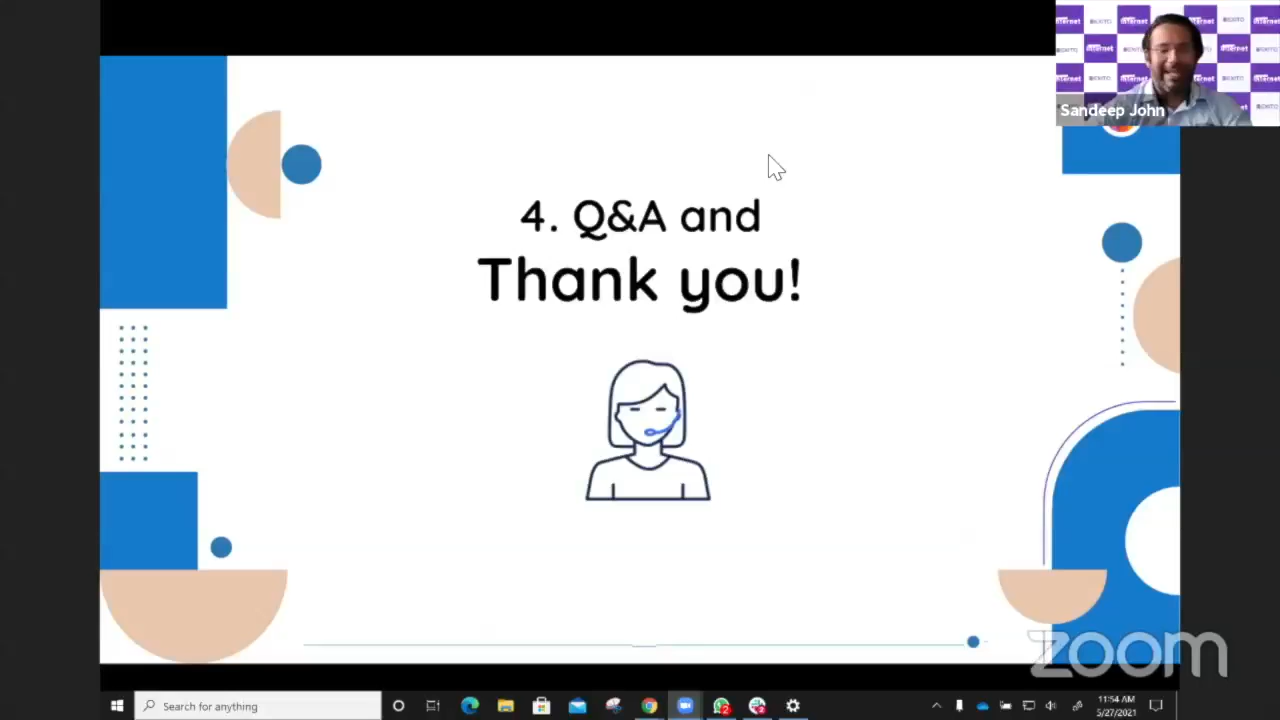 Sandeep John
4. Q&A and
Thank you!
zoom
Search for anything
11:54 AM
5/27/2021